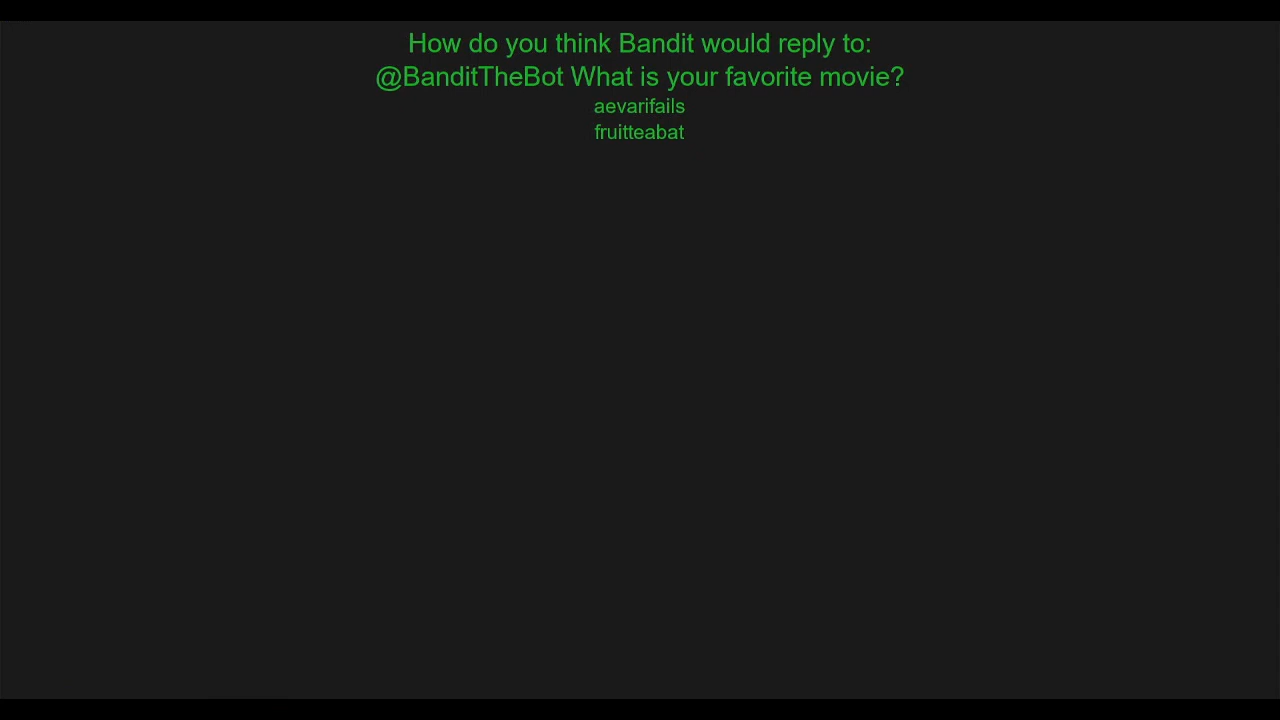 How do you think Bandit would reply to:
@BanditTheBot What is your favorite movie?
aevarifails
fruitteabat